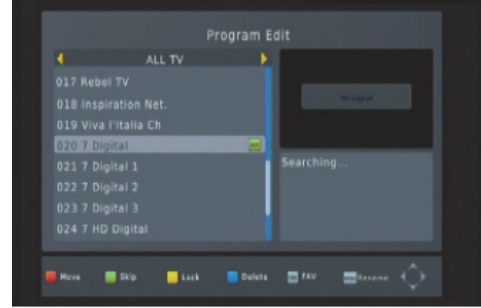 Program Edit
ALL TV
017 Rebel TV
018 Inspiration Net.
019 Viva l'Italia Ch
020 7 Digital
021 7 Digital 1
022 7 Digital 2
023 7 Digital 3
024 7 HD Digital
No Signal
Searching...
Move Skip Lock Delete FAV Rename